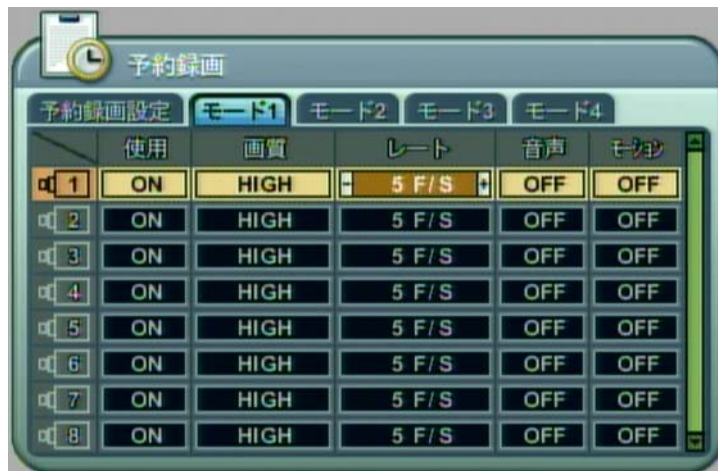 予約録画
予約録画設定 モード1 モード2 モード3 モード4
使用 画質 レート 音声 モーション
1 ON HIGH - 5 F/S + OFF OFF
2 ON HIGH 5 F/S OFF OFF
3 ON HIGH 5 F/S OFF OFF
4 ON HIGH 5 F/S OFF OFF
5 ON HIGH 5 F/S OFF OFF
6 ON HIGH 5 F/S OFF OFF
7 ON HIGH 5 F/S OFF OFF
8 ON HIGH 5 F/S OFF OFF